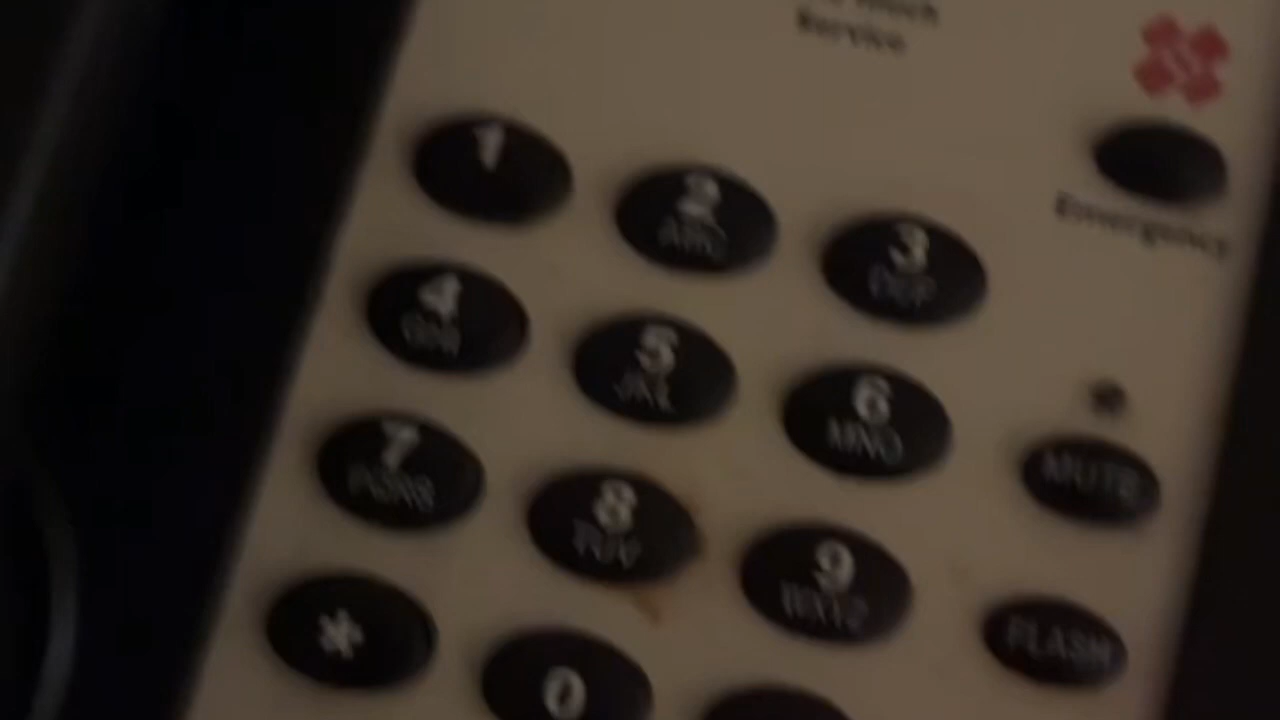 Service
1
2
ABC
3
DEF
Emergency
4
GHI
5
JKL
6
MNO
7
PQRS
8
TUV
9
WXYZ
MUTE
*
0
FLASH